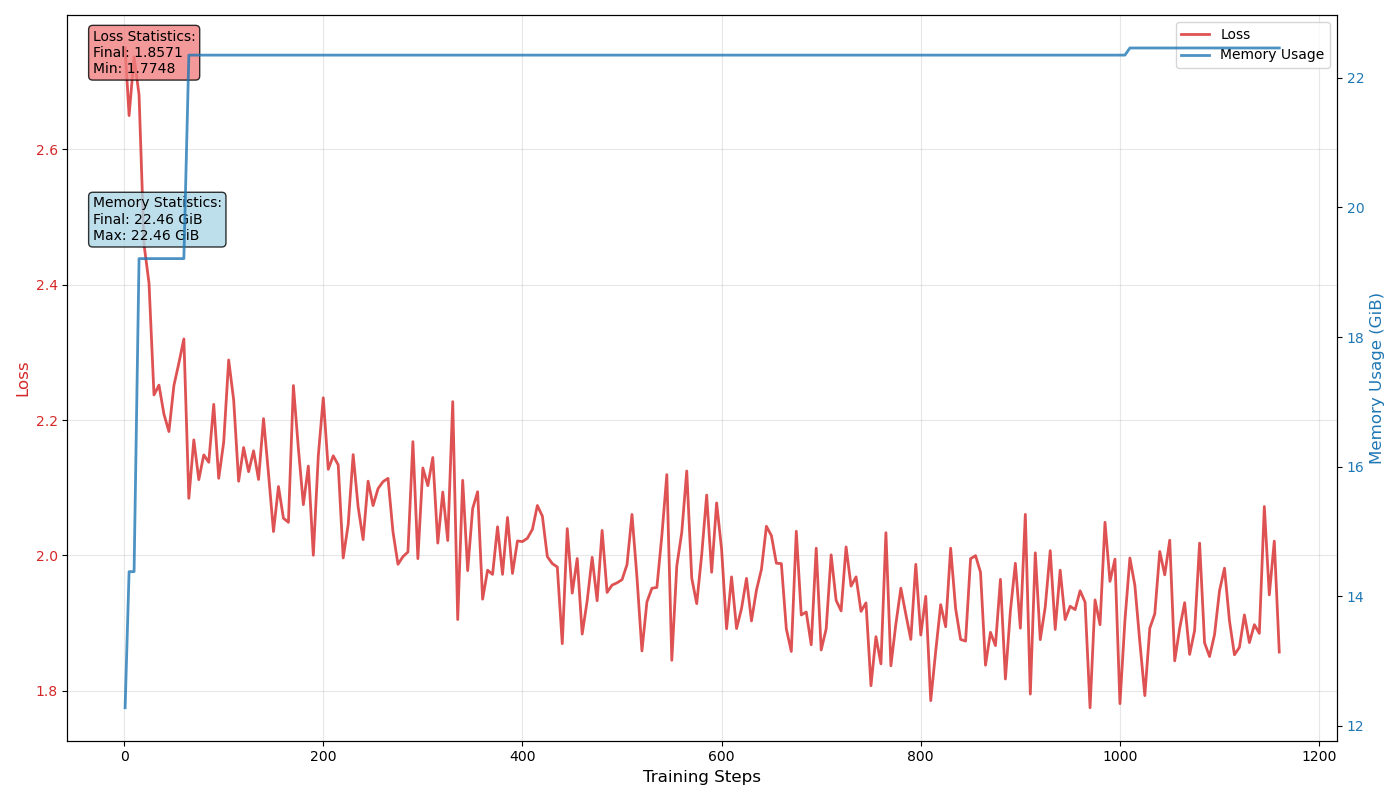 Loss Statistics:
Final: 1.8571
Min: 1.7748
Memory Statistics:
Final: 22.46 GiB
Max: 22.46 GiB
Loss
Memory Usage
2.6
2.4
2.2
2.0
1.8
Loss
22
20
18
16
14
12
Memory Usage (GiB)
0
200
400
600
800
1000
1200
Training Steps